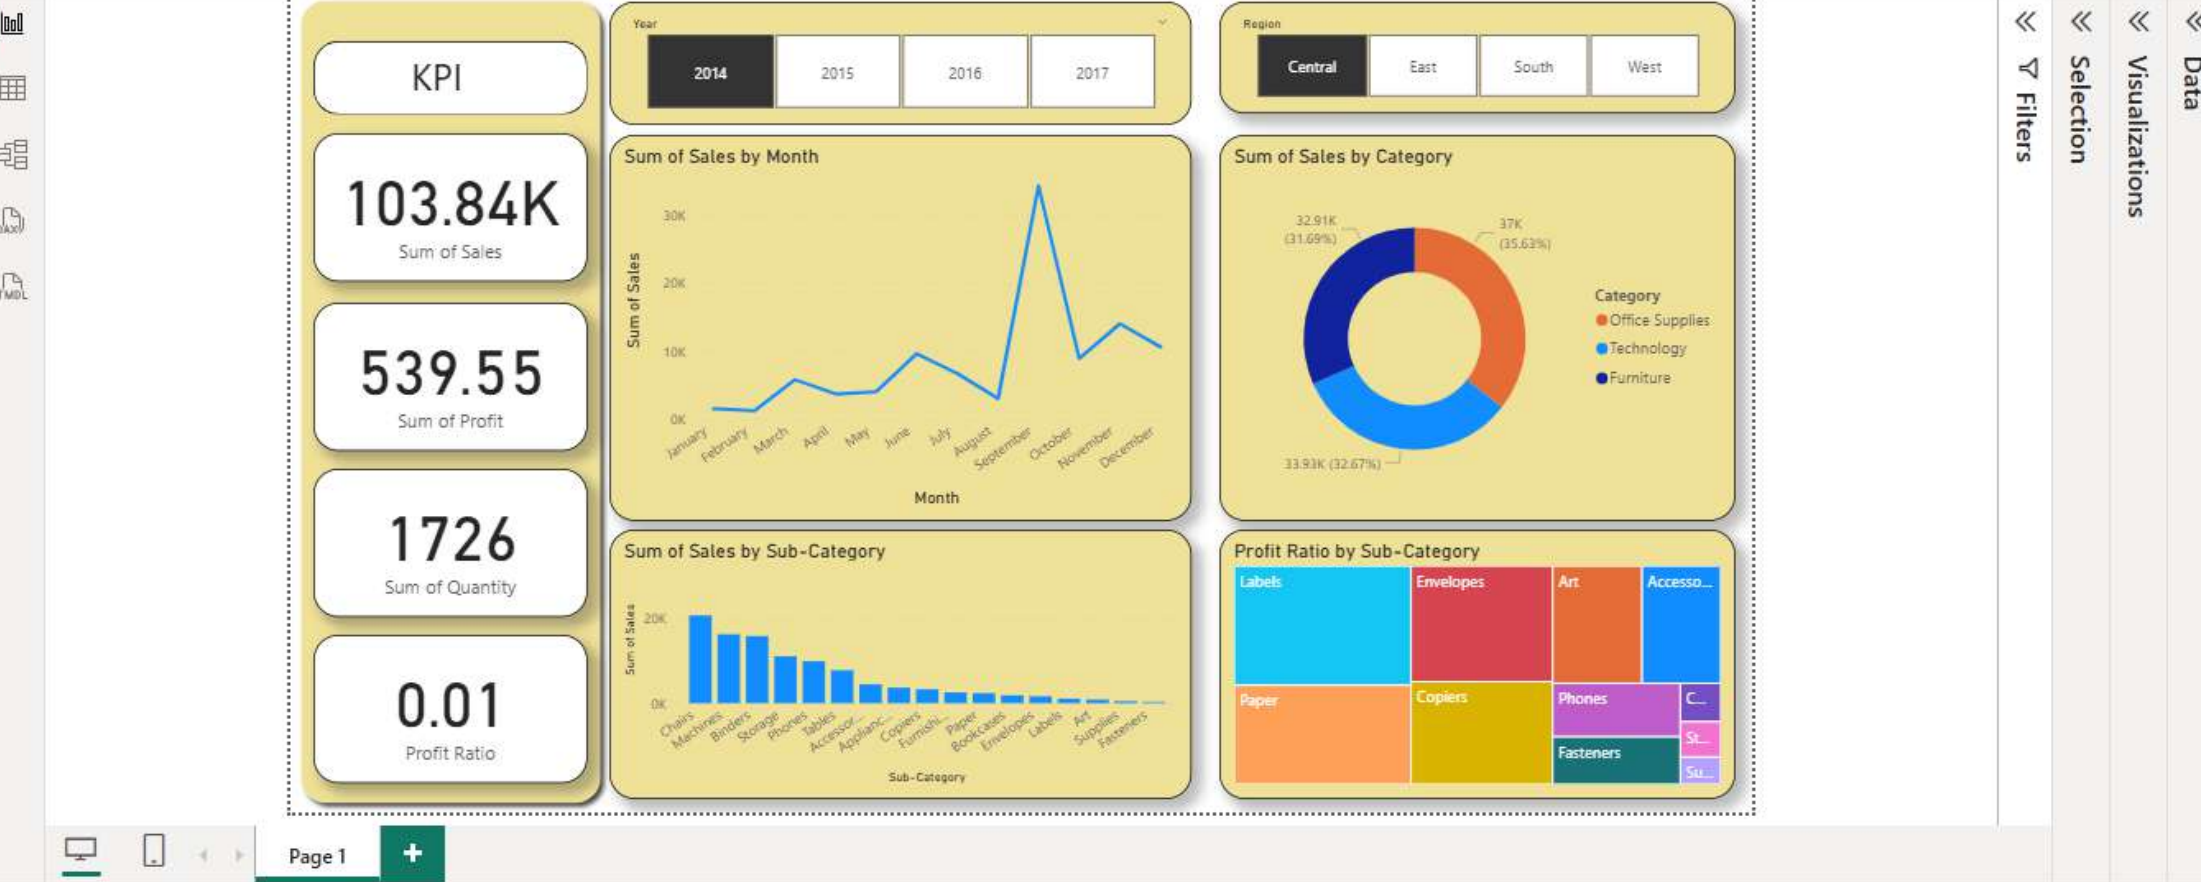 KPI
103.84K
Sum of Sales
539.55
Sum of Profit
1726
Sum of Quantity
0.01
Profit Ratio
Year
2014 2015 2016 2017
Region
Central East South West
Sum of Sales by Month
Sum of Sales
30K
20K
10K
0K
January February March April May June July August September October November December
Month
Sum of Sales by Category
32.91K
(31.69%)
37K
(35.63%)
33.93K (32.67%)
Category
Office Supplies
Technology
Furniture
Sum of Sales by Sub-Category
Sum of Sales
20K
0K
Chairs Machines Binders Storage Phones Tables Accessor... Applianc... Copiers Furnishi... Paper Bookcases Envelopes Labels Art Supplies Fasteners
Sub-Category
Profit Ratio by Sub-Category
Labels
Envelopes
Art
Accesso...
Paper
Copiers
Phones
C...
St...
Fasteners
Su...
Filters
Selection
Visualizations
Data
TMDL
Page 1